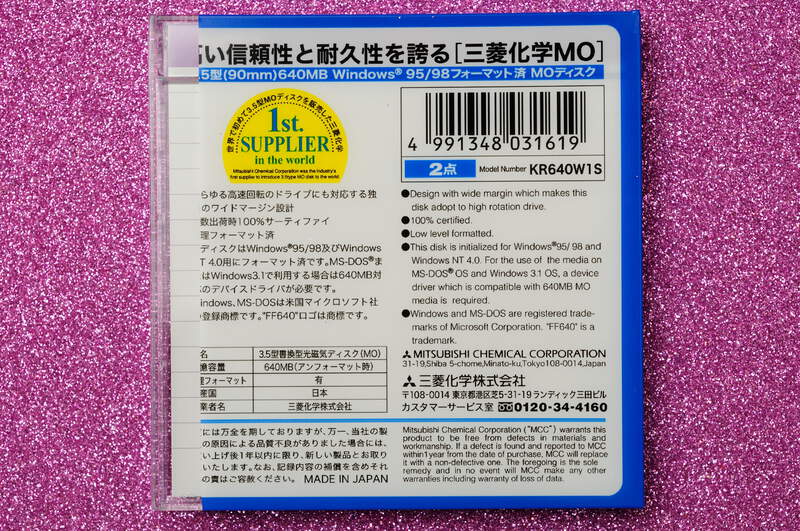 高い信頼性と耐久性を誇る[三菱化学MO]
.5型(90mm)640MB Windows® 95/98フォーマット済 MOディスク
世界で初めて3.5型MOディスクを販売した三菱化学
1st.
SUPPLIER
in the world
Mitsubishi Chemical Corporation was the industry's
first supplier to introduce 3.5type MO disk to the world.
4 991348 031619
2点 Model Number KR640W1S
らゆる高速回転のドライブにも対応する独
のワイドマージン設計
数出荷時100%サーティファイ
理フォーマット済
ディスクはWindows®95/98及びWindows
NT 4.0用にフォーマット済です。MS-DOS®ま
はWindows3.1で利用する場合は640MB対
のデバイスドライバが必要です。
indows、MS-DOSは米国マイクロソフト社
の登録商標です。"FF640"ロゴは商標です。
●Design with wide margin which makes this
disk adopt to high rotation drive.
●100% certified.
●Low level formatted.
●This disk is initialized for Windows®95/ 98 and
Windows NT 4.0. For the use of the media on
MS-DOS® OS and Windows 3.1 OS, a device
driver which is compatible with 640MB MO
media is required.
●Windows and MS-DOS are registered trade-
marks of Microsoft Corporation. "FF640" is a
trademark.
MITSUBISHI CHEMICAL CORPORATION
31-19,Shiba 5-chome,Minato-ku,Tokyo108-0014,Japan
三菱化学株式会社
〒108-0014 東京都港区芝5-31-19 ランディック三田ビル
カスタマーサービス室 0120-34-4160
名 3.5型書換型光磁気ディスク(MO)
憶容量 640MB(アンフォーマット時)
理フォーマット 有
産国 日本
業者名 三菱化学株式会社
には万全を期しておりますが、万一、当社の製
の原因による品質不良がありました場合には、
い上げ後1年以内に限り、新しい製品とお取り
いたします。なお、記録内容の補償を含めそれ
の責はご容赦ください。 MADE IN JAPAN
Mitsubishi Chemical Corporation ("MCC") warrants this
product to be free from defects in materials and
workmanship. If a defect is found and reported to MCC
within1year from the date of purchase, MCC will replace
it with a non-defective one. The foregoing is the sole
remedy and in no event will MCC make any other
warranties including warranty of loss of data.